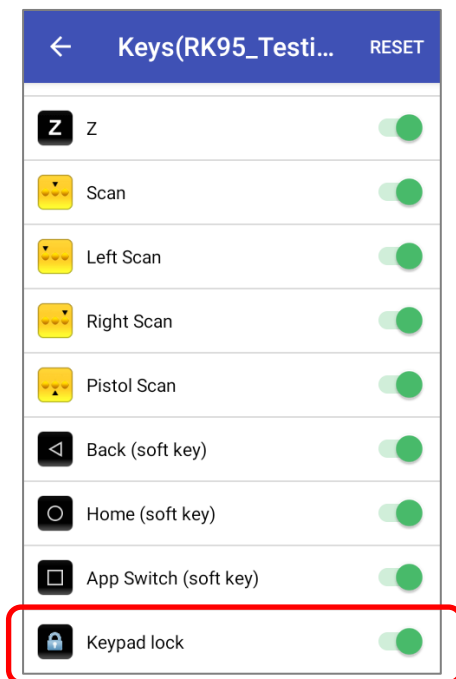 Keys(RK95_Testi... RESET
Z Z
Scan
Left Scan
Right Scan
Pistol Scan
Back (soft key)
Home (soft key)
App Switch (soft key)
Keypad lock